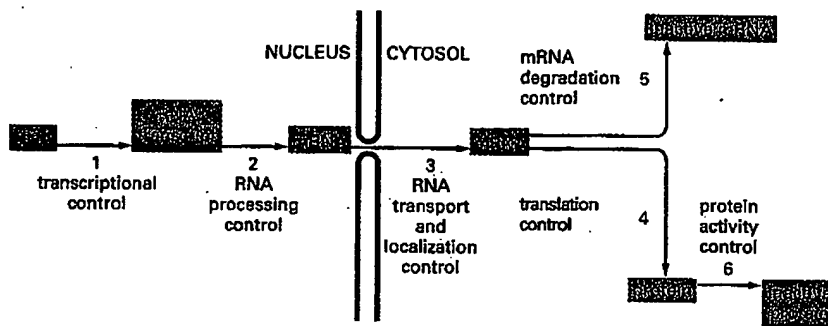 NUCLEUS
CYTOSOL
1
transcriptional
control
2
RNA
processing
control
3
RNA
transport
and
localization
control
mRNA
degradation
control
5
translation
control
4
protein
activity
control
6